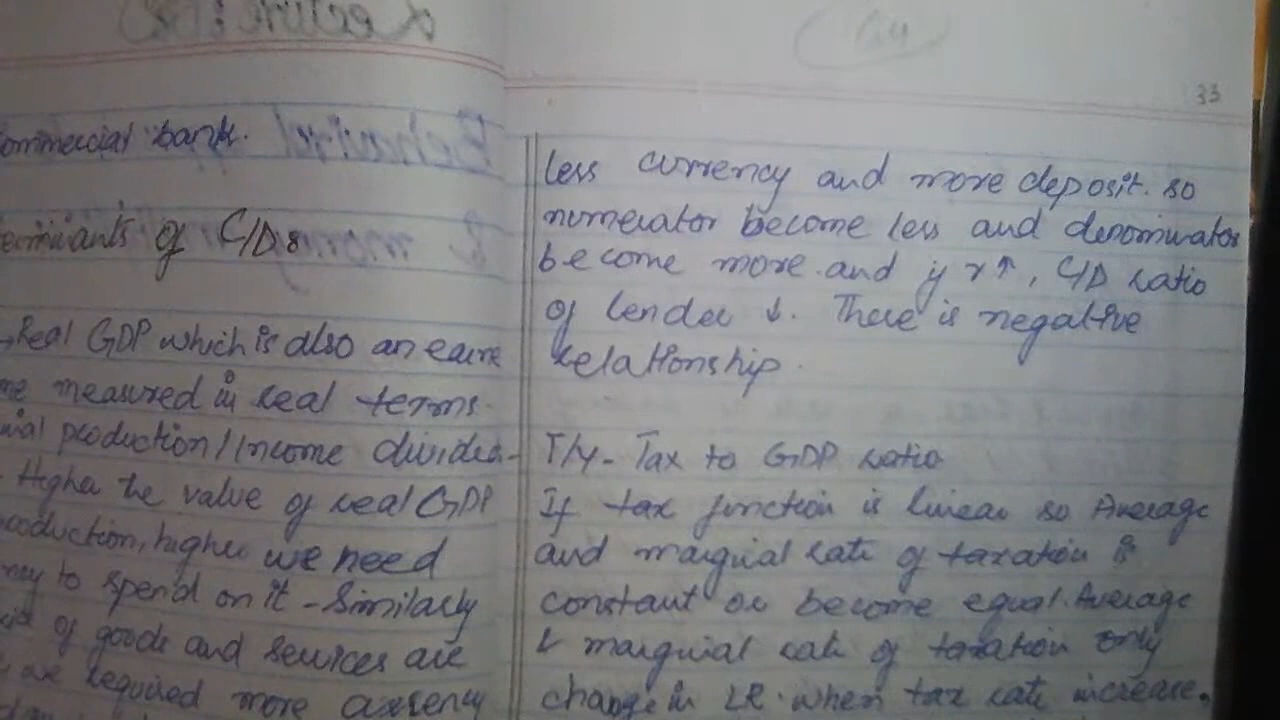 Commercial bank.
of C/D:
Real GDP which is also an
measured in real terms.
production/Income divided-
Higher the value of real GDP
higher we need
to spend on it - Similarly
of goods and services are
are required more currency
33
less currency and more deposit. so
numerator become less and denominator
become more. and if r↑, C/D ratio
of lender ↓. There is negative
relationship.
T/Y - Tax to GDP ratio
If tax function is linear so Average
and marginal rate of taxation is
constant or become equal. Average
& marginal rate of taxation only
change in LR. when tax rate increase.